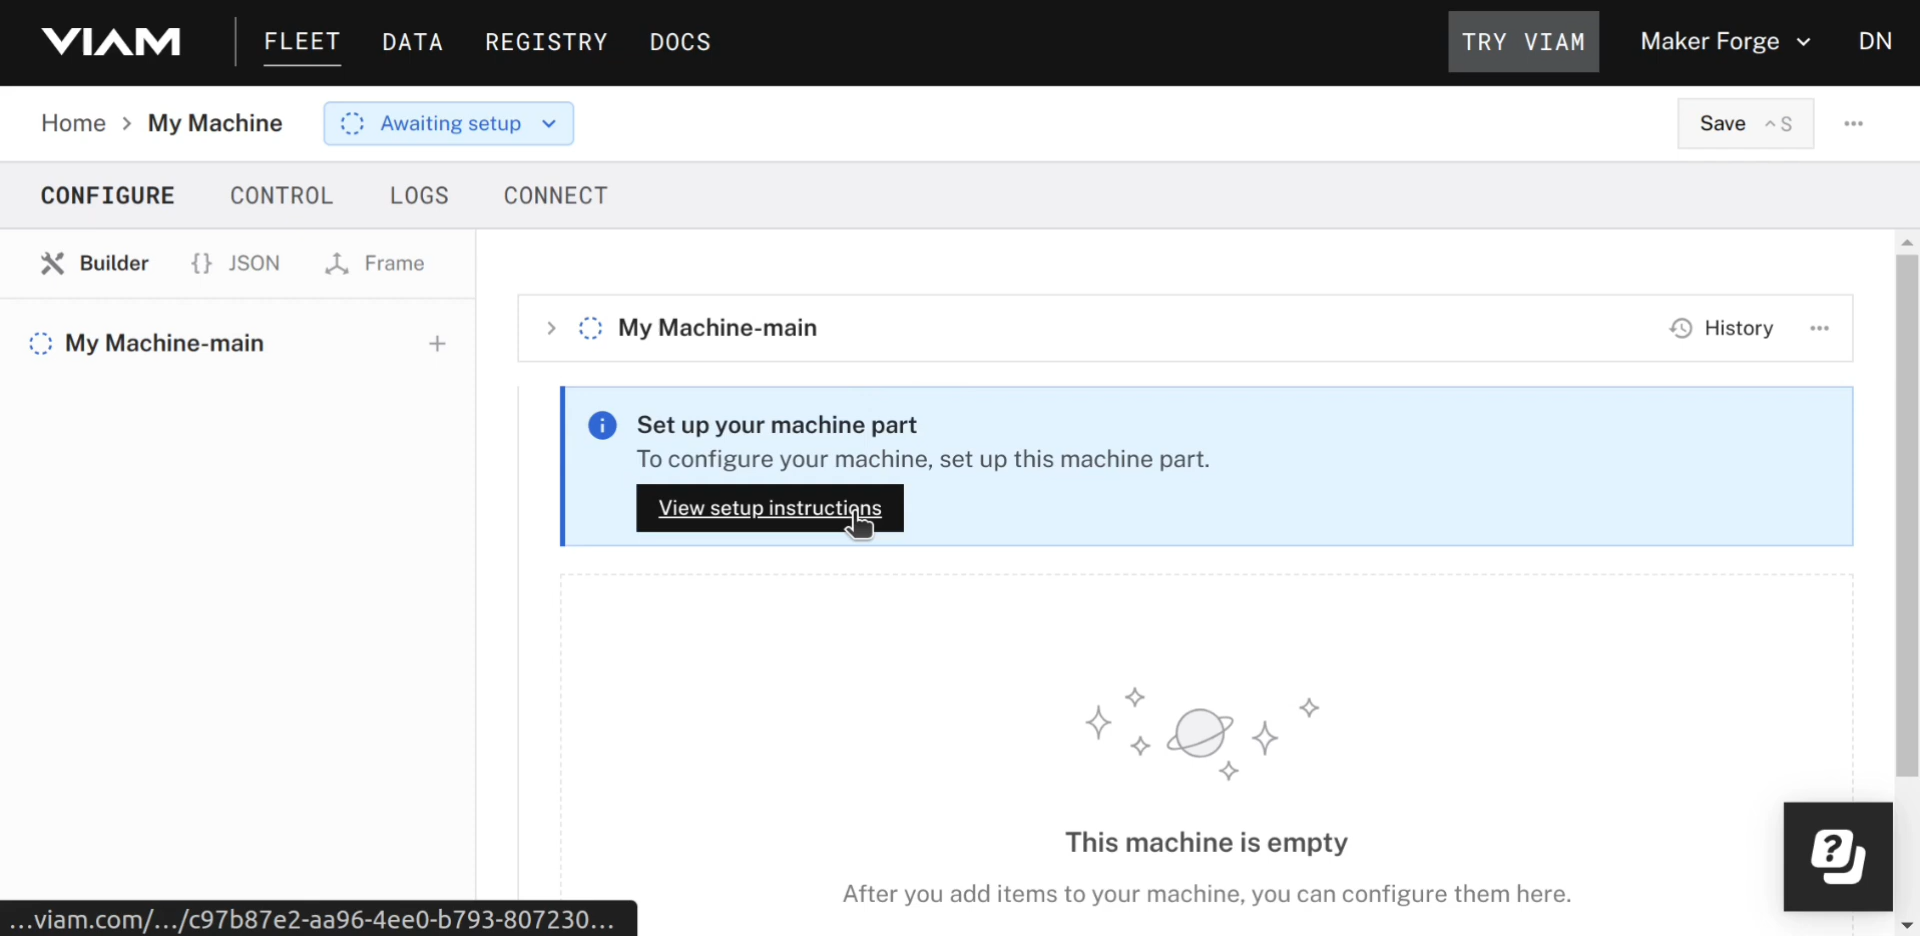 VIAM FLEET DATA REGISTRY DOCS TRY VIAM Maker Forge DN
Home > My Machine Awaiting setup Save ^S ...
CONFIGURE CONTROL LOGS CONNECT
Builder {} JSON Frame
My Machine-main +
> My Machine-main History ...
i Set up your machine part
To configure your machine, set up this machine part.
View setup instructions
This machine is empty
After you add items to your machine, you can configure them here.
?
...viam.com/.../c97b87e2-aa96-4ee0-b793-807230...